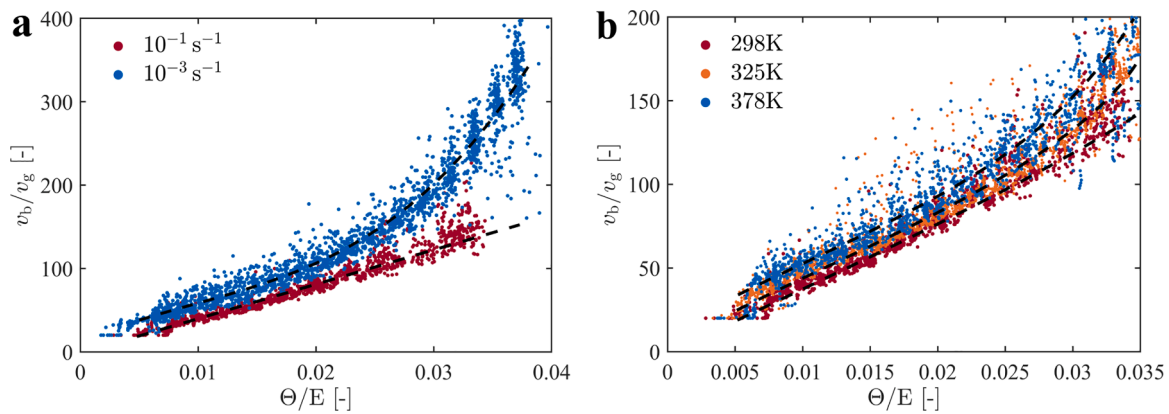 a
400
300
200
100
0
v_b/v_g [-]
10^{-1} s^{-1}
10^{-3} s^{-1}
0 0.01 0.02 0.03 0.04
Θ/E [-]
b
200
150
100
50
0
v_b/v_g [-]
298K
325K
378K
0 0.005 0.01 0.015 0.02 0.025 0.03 0.035
Θ/E [-]